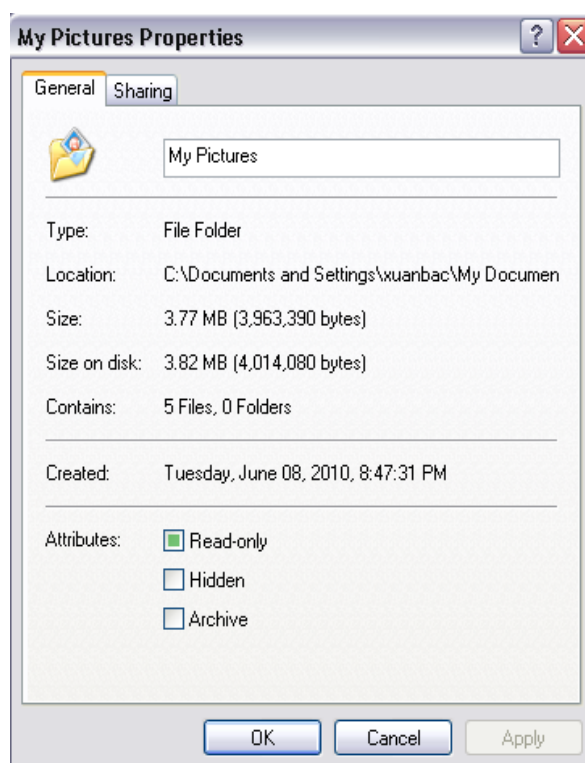 My Pictures Properties
General Sharing
My Pictures
Type: File Folder
Location: C:\Documents and Settings\xuanbac\My Documen
Size: 3.77 MB (3,963,390 bytes)
Size on disk: 3.82 MB (4,014,080 bytes)
Contains: 5 Files, 0 Folders
Created: Tuesday, June 08, 2010, 8:47:31 PM
Attributes: Read-only
Hidden
Archive
OK Cancel Apply